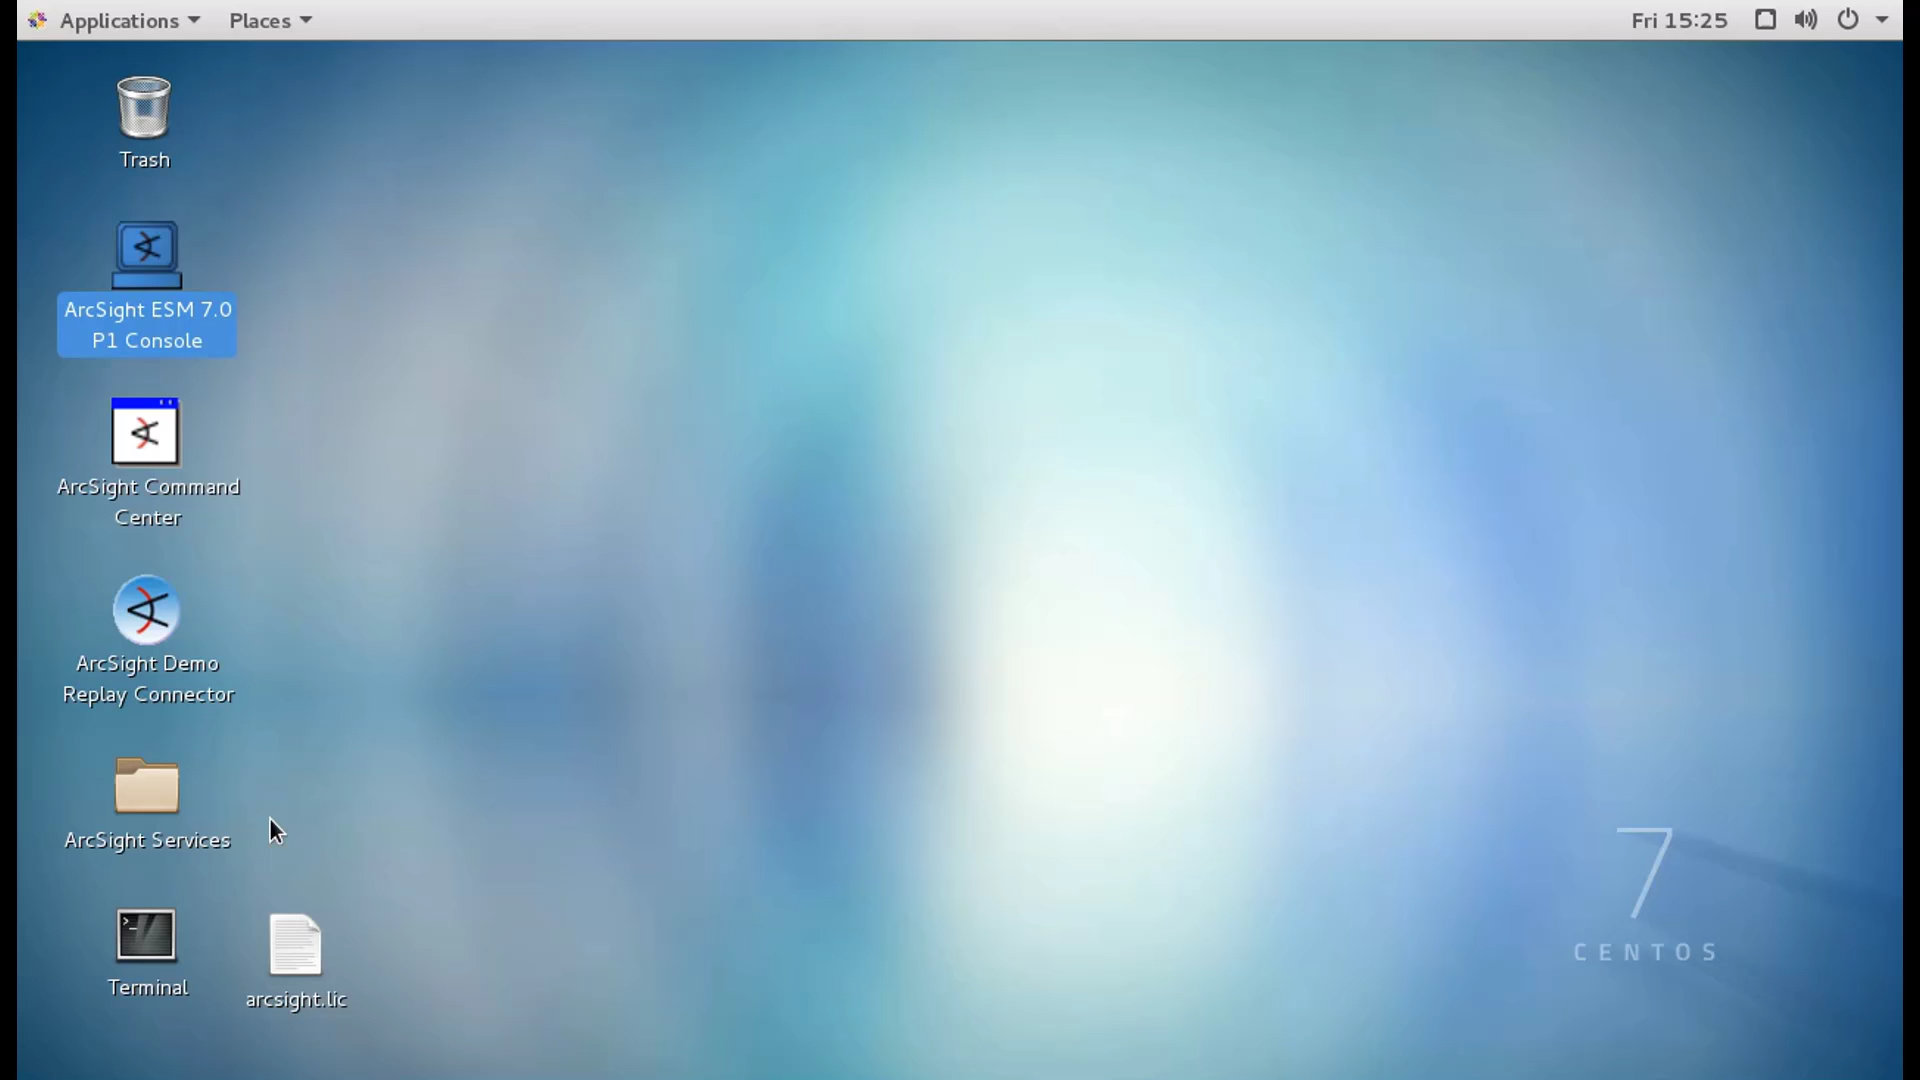 Applications
Places
Fri 15:25
Trash
ArcSight ESM 7.0
P1 Console
ArcSight Command
Center
ArcSight Demo
Replay Connector
ArcSight Services
Terminal
arcsight.lic
7
CENTOS